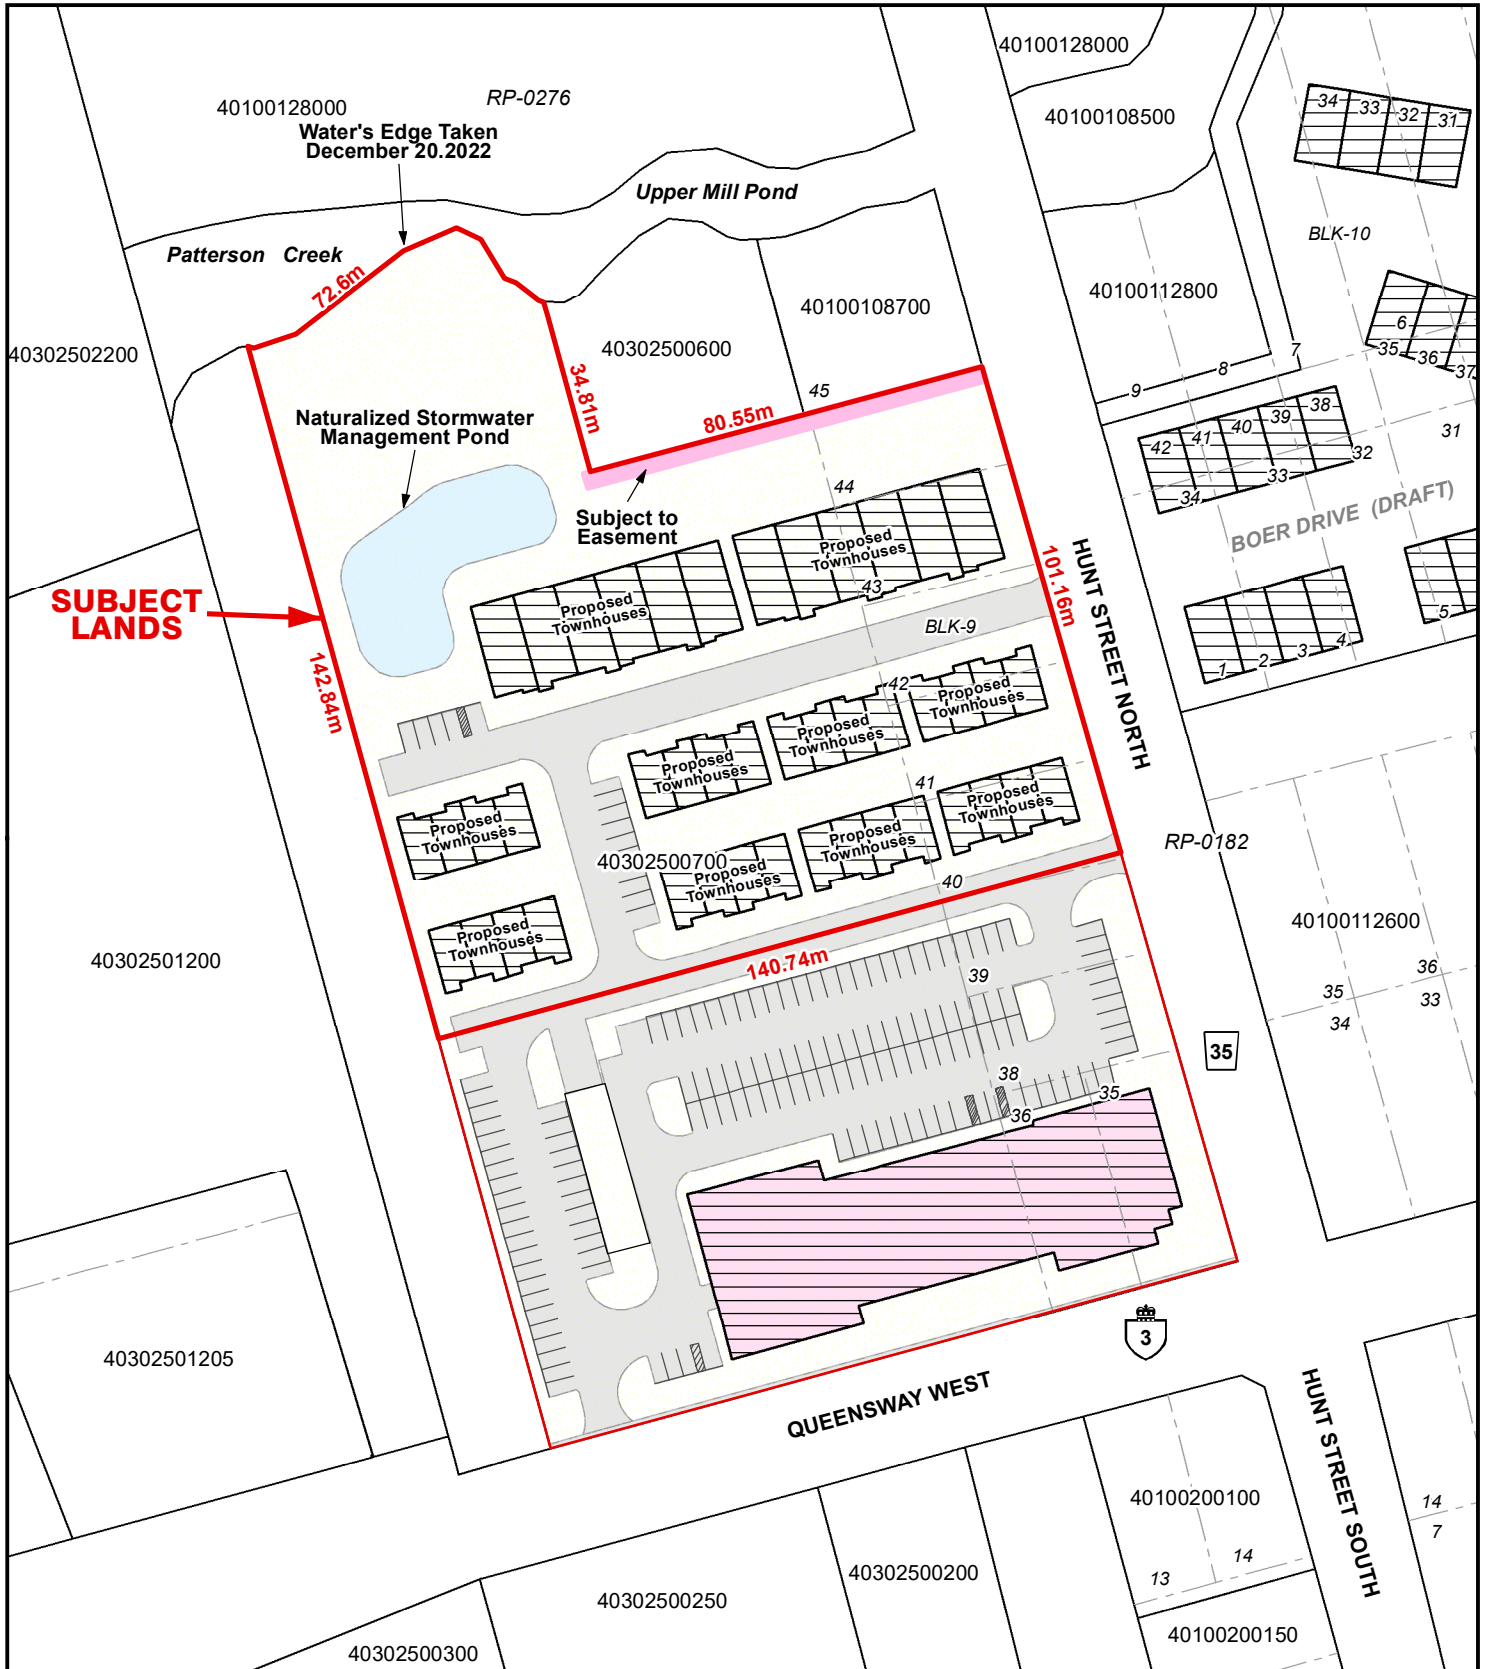 40100128000
RP-0276
40100128000
Water's Edge Taken
December 20.2022
40100108500
34
33
32
31
Upper Mill Pond
Patterson Creek
BLK-10
72.6m
40100108700
40100112800
40302502200
40302500600
6
35
36
37
7
8
9
34.81m
45
80.55m
Naturalized Stormwater
Management Pond
42
41
40
39
38
31
32
33
34
44
Subject to
Easement
BOER DRIVE (DRAFT)
Proposed
Townhouses
Proposed
Townhouses
43
101.16m
HUNT STREET NORTH
SUBJECT
LANDS
BLK-9
1
2
3
4
5
142.84m
42
Proposed
Townhouses
Proposed
Townhouses
Proposed
Townhouses
41
Proposed
Townhouses
Proposed
Townhouses
Proposed
Townhouses
40302500700
Proposed
Townhouses
40
RP-0182
Proposed
Townhouses
40302501200
140.74m
39
40100112600
36
35
33
34
35
38
36
35
40302501205
3
QUEENSWAY WEST
HUNT STREET SOUTH
40100200100
14
7
14
13
40302500200
40302500250
40302500300
40100200150